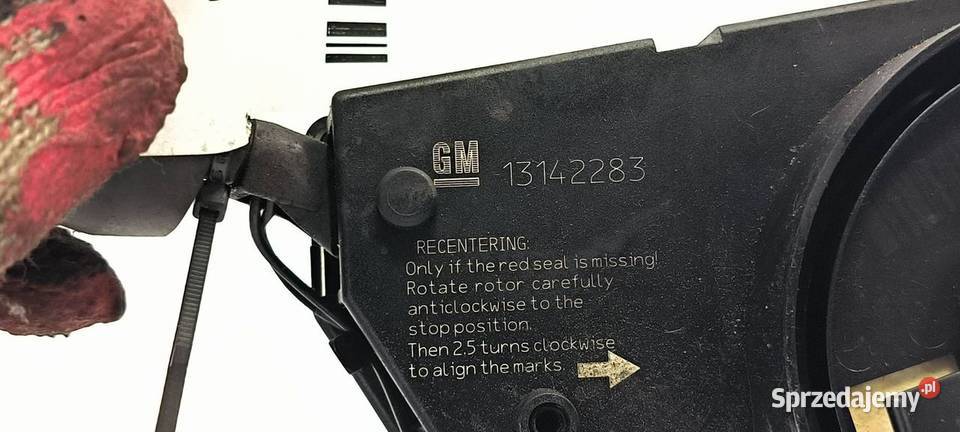 GM 13142283
RECENTERING:
Only if the red seal is missing!
Rotate rotor carefully
anticlockwise to the
stop position.
Then 2.5 turns clockwise
to align the marks.
Sprzedajemy.pl